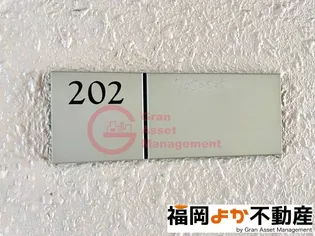 202
Gran
Asset
Management
福岡よか不動産
by Gran Asset Management